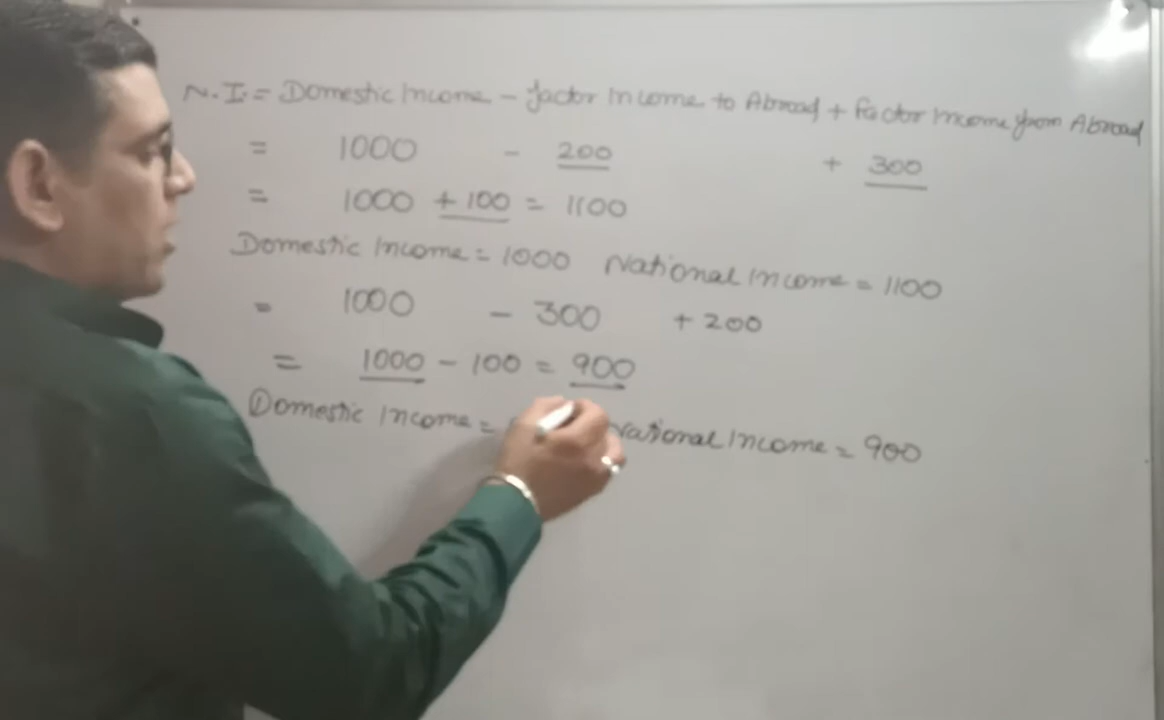 N.I. = Domestic Income - factor Income to Abroad + factor Income from Abroad
= 1000 - 200 + 300
= 1000 + 100 = 1100
Domestic Income = 1000 National Income = 1100
= 1000 - 300 + 200
= 1000 - 100 = 900
Domestic Income = National Income = 900